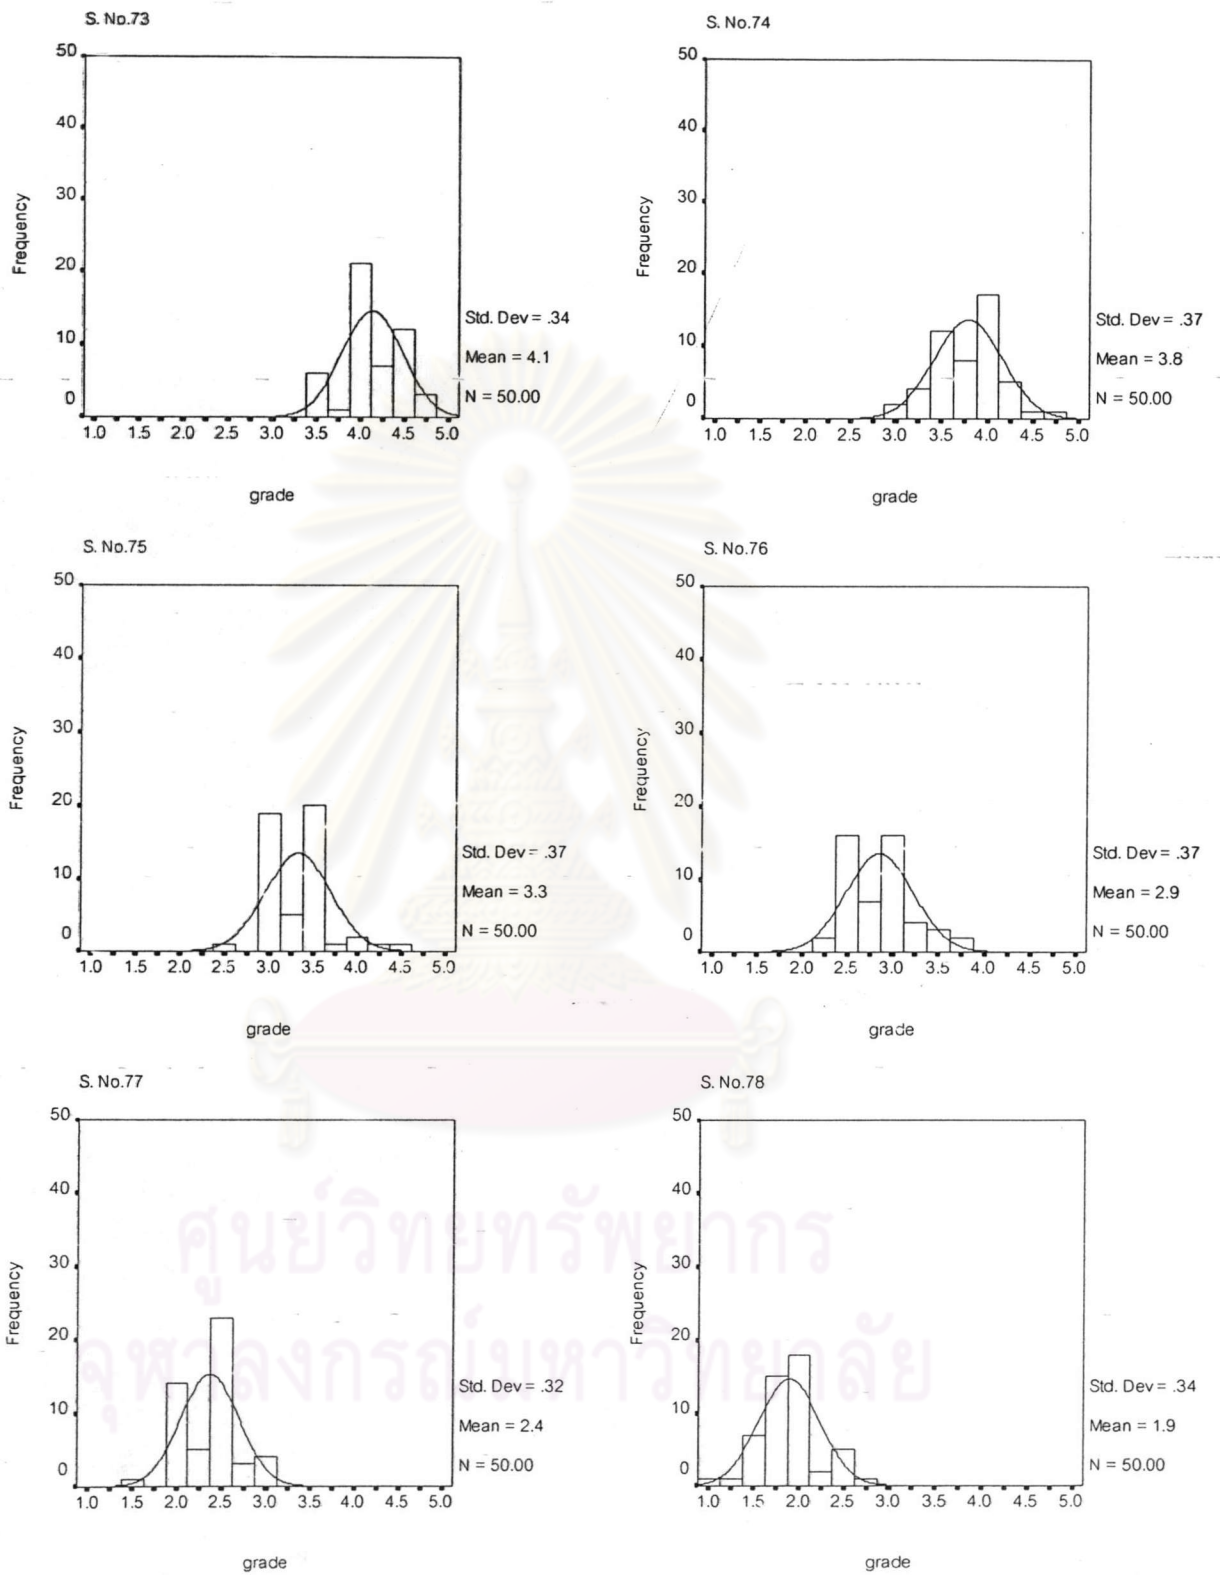 S. No.73
50
40
30
20
10
0
Frequency
1.0 1.5 2.0 2.5 3.0 3.5 4.0 4.5 5.0
grade
Std. Dev = .34
Mean = 4.1
N = 50.00
S. No.74
50
40
30
20
10
0
Frequency
1.0 1.5 2.0 2.5 3.0 3.5 4.0 4.5 5.0
grade
Std. Dev = .37
Mean = 3.8
N = 50.00
S. No.75
50
40
30
20
10
0
Frequency
1.0 1.5 2.0 2.5 3.0 3.5 4.0 4.5 5.0
grade
Std. Dev = .37
Mean = 3.3
N = 50.00
S. No.76
50
40
30
20
10
0
Frequency
1.0 1.5 2.0 2.5 3.0 3.5 4.0 4.5 5.0
grade
Std. Dev = .37
Mean = 2.9
N = 50.00
S. No.77
50
40
30
20
10
0
Frequency
1.0 1.5 2.0 2.5 3.0 3.5 4.0 4.5 5.0
grade
Std. Dev = .32
Mean = 2.4
N = 50.00
S. No.78
50
40
30
20
10
0
Frequency
1.0 1.5 2.0 2.5 3.0 3.5 4.0 4.5 5.0
grade
Std. Dev = .34
Mean = 1.9
N = 50.00
ศูนย์วิทยทรัพยากร
จุฬาลงกรณ์มหาวิทยาลัย